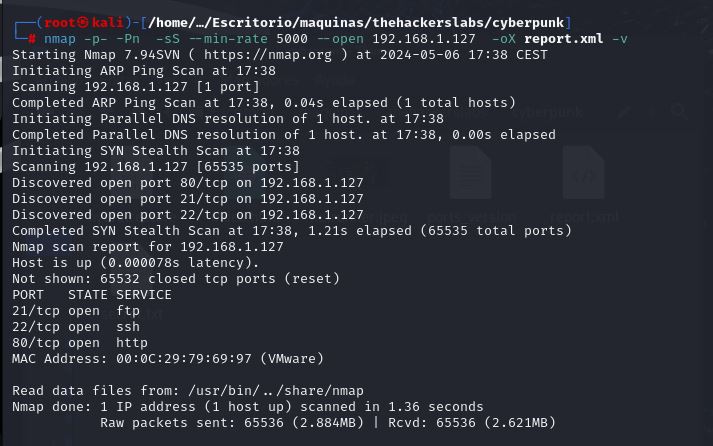 ┌──(root㉿kali)-[/home/…/Escritorio/maquinas/thehackerslabs/cyberpunk]
└─# nmap -p- -Pn  -sS --min-rate 5000 --open 192.168.1.127  -oX report.xml -v
Starting Nmap 7.94SVN ( https://nmap.org ) at 2024-05-06 17:38 CEST
Initiating ARP Ping Scan at 17:38
Scanning 192.168.1.127 [1 port]
Completed ARP Ping Scan at 17:38, 0.04s elapsed (1 total hosts)
Initiating Parallel DNS resolution of 1 host. at 17:38
Completed Parallel DNS resolution of 1 host. at 17:38, 0.00s elapsed
Initiating SYN Stealth Scan at 17:38
Scanning 192.168.1.127 [65535 ports]
Discovered open port 80/tcp on 192.168.1.127
Discovered open port 21/tcp on 192.168.1.127
Discovered open port 22/tcp on 192.168.1.127
Completed SYN Stealth Scan at 17:38, 1.21s elapsed (65535 total ports)
Nmap scan report for 192.168.1.127
Host is up (0.000078s latency).
Not shown: 65532 closed tcp ports (reset)
PORT   STATE SERVICE
21/tcp open  ftp
22/tcp open  ssh
80/tcp open  http
MAC Address: 00:0C:29:79:69:97 (VMware)
Read data files from: /usr/bin/../share/nmap
Nmap done: 1 IP address (1 host up) scanned in 1.36 seconds
Raw packets sent: 65536 (2.884MB) | Rcvd: 65536 (2.621MB)